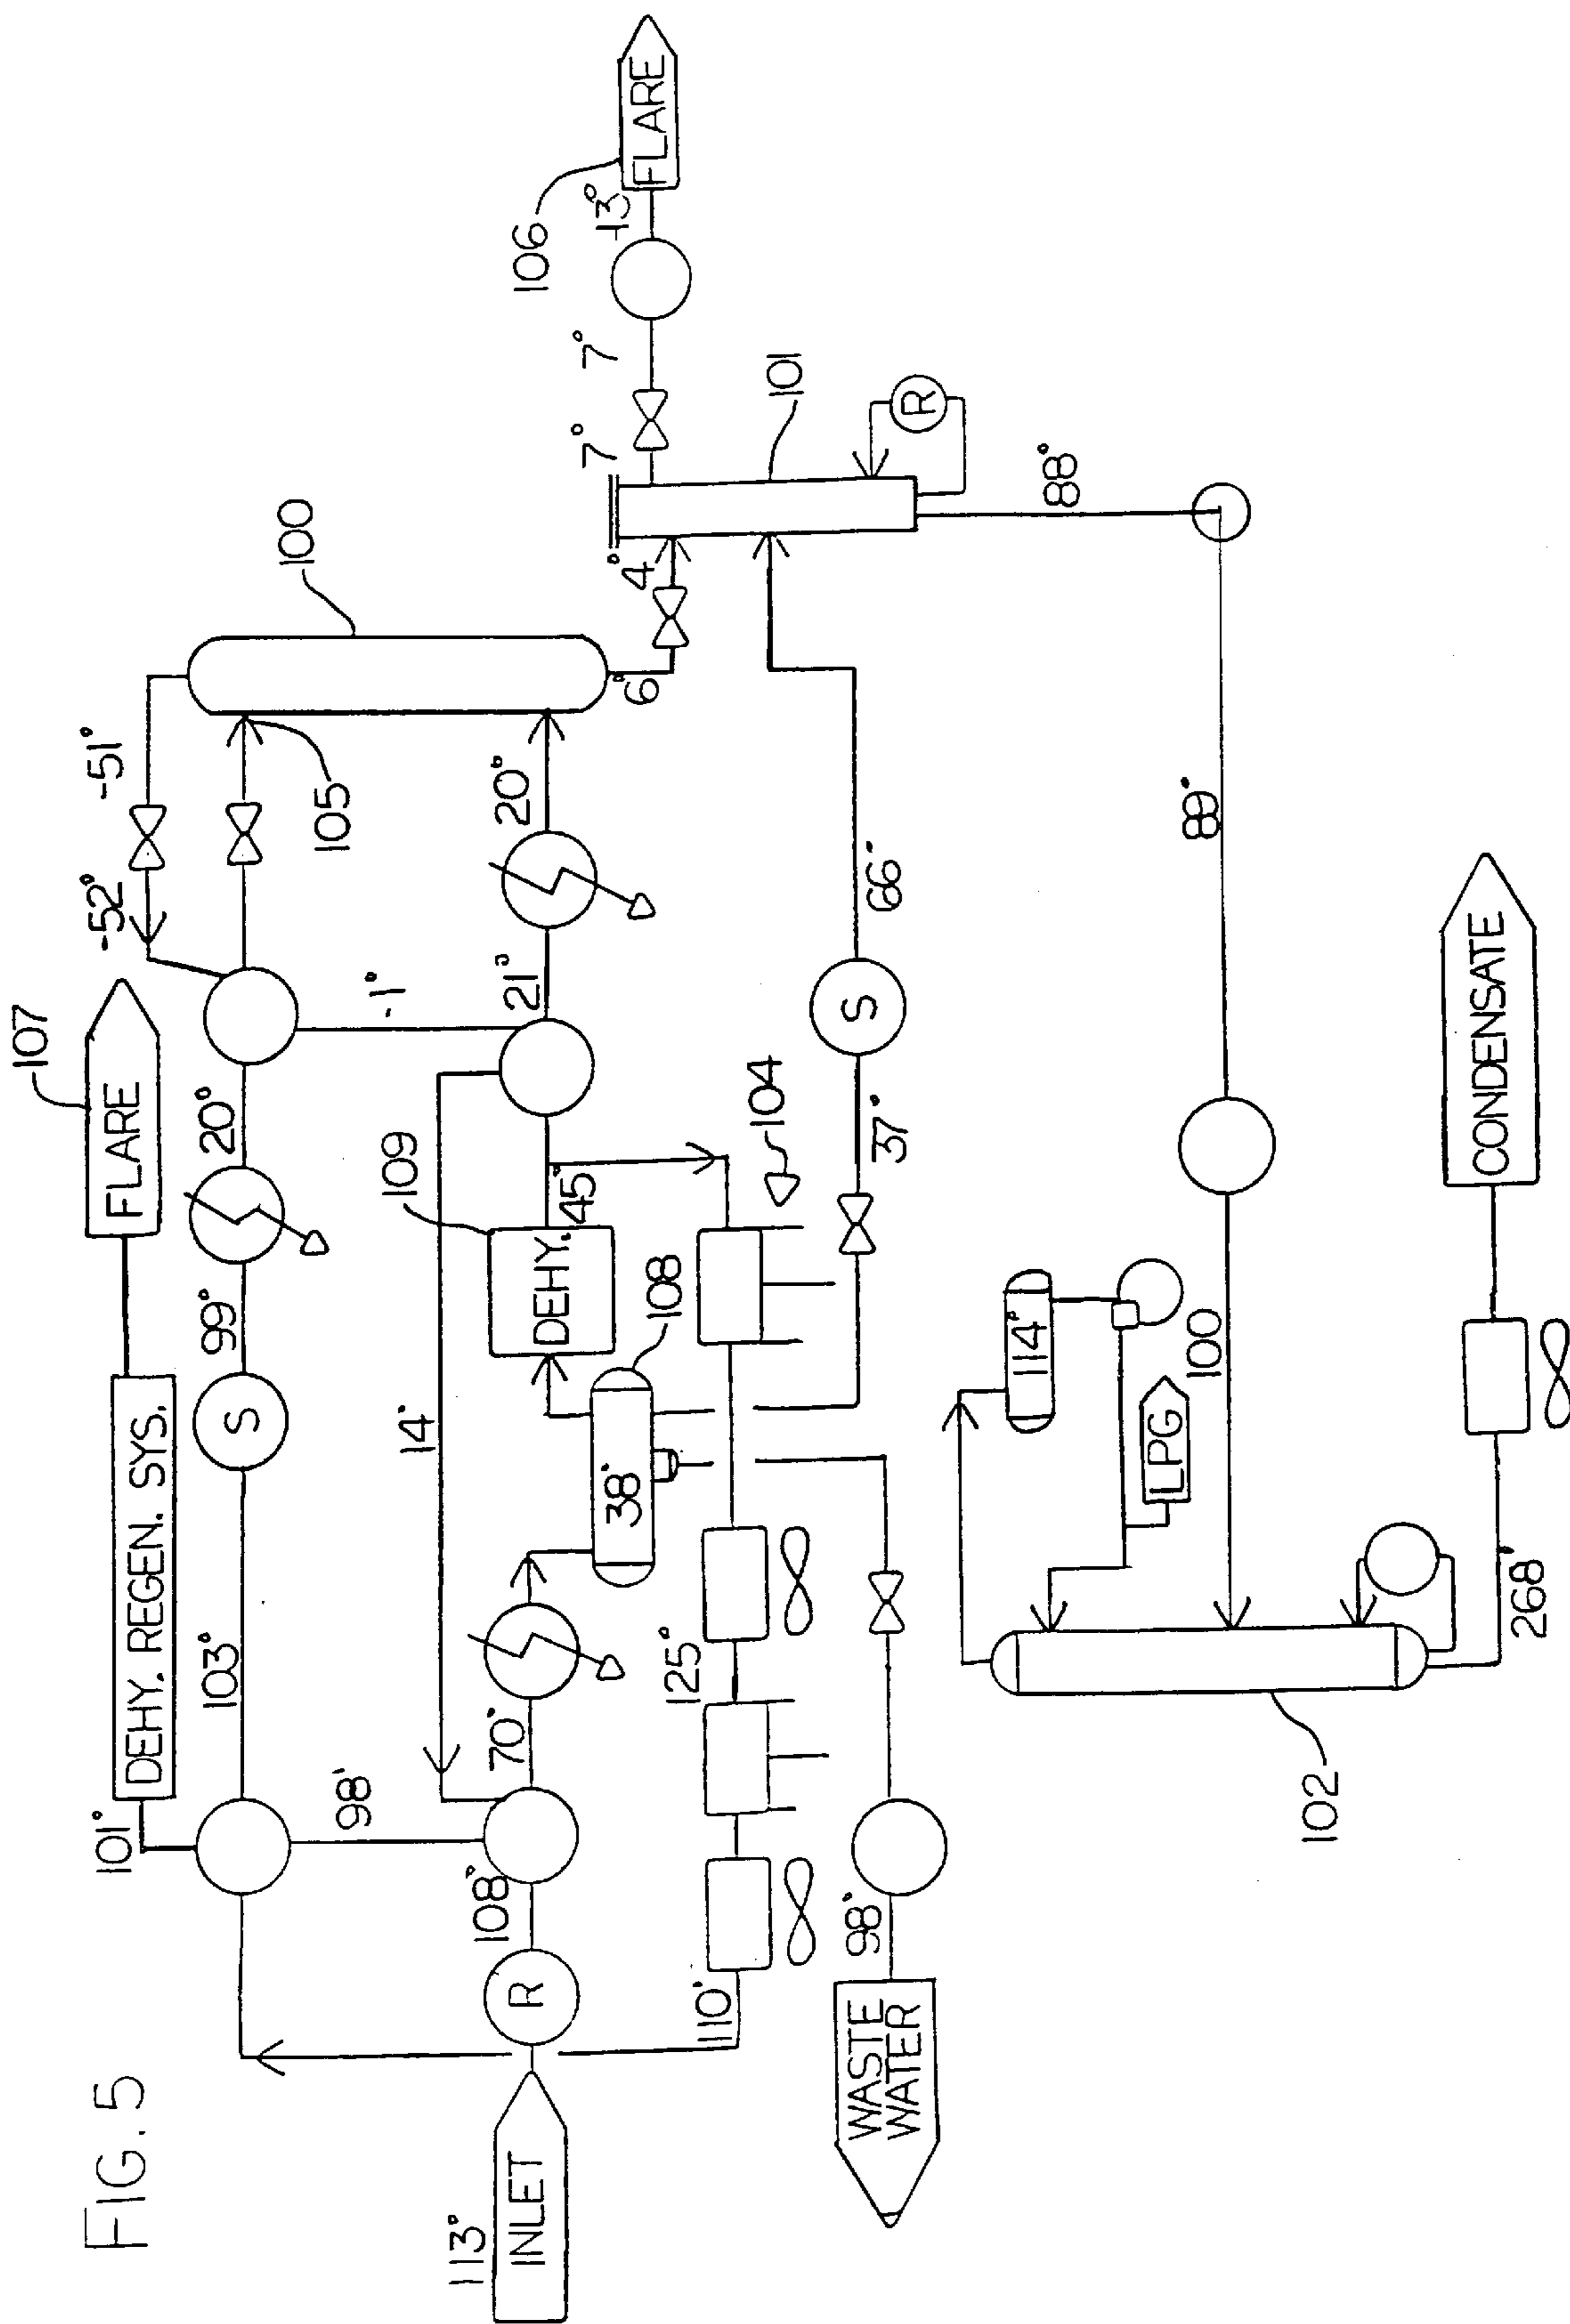 FIG. 5
107
FLARE
DEHY. REGEN. SYS.
101°
103°
99°
20°
-52°
-51°
105
100
98'
14°
-1°
113°
INLET
R
108°
70°
38'
108
DEHY.
109
45°
21°
20°
6°
4°
7°
7°
13°
106
FLARE
101
R
88°
S
S
110'
125°
104
37°
66°
WASTE
WATER
98'
102
114°
LPG
100
89°
268'
CONDENSATE